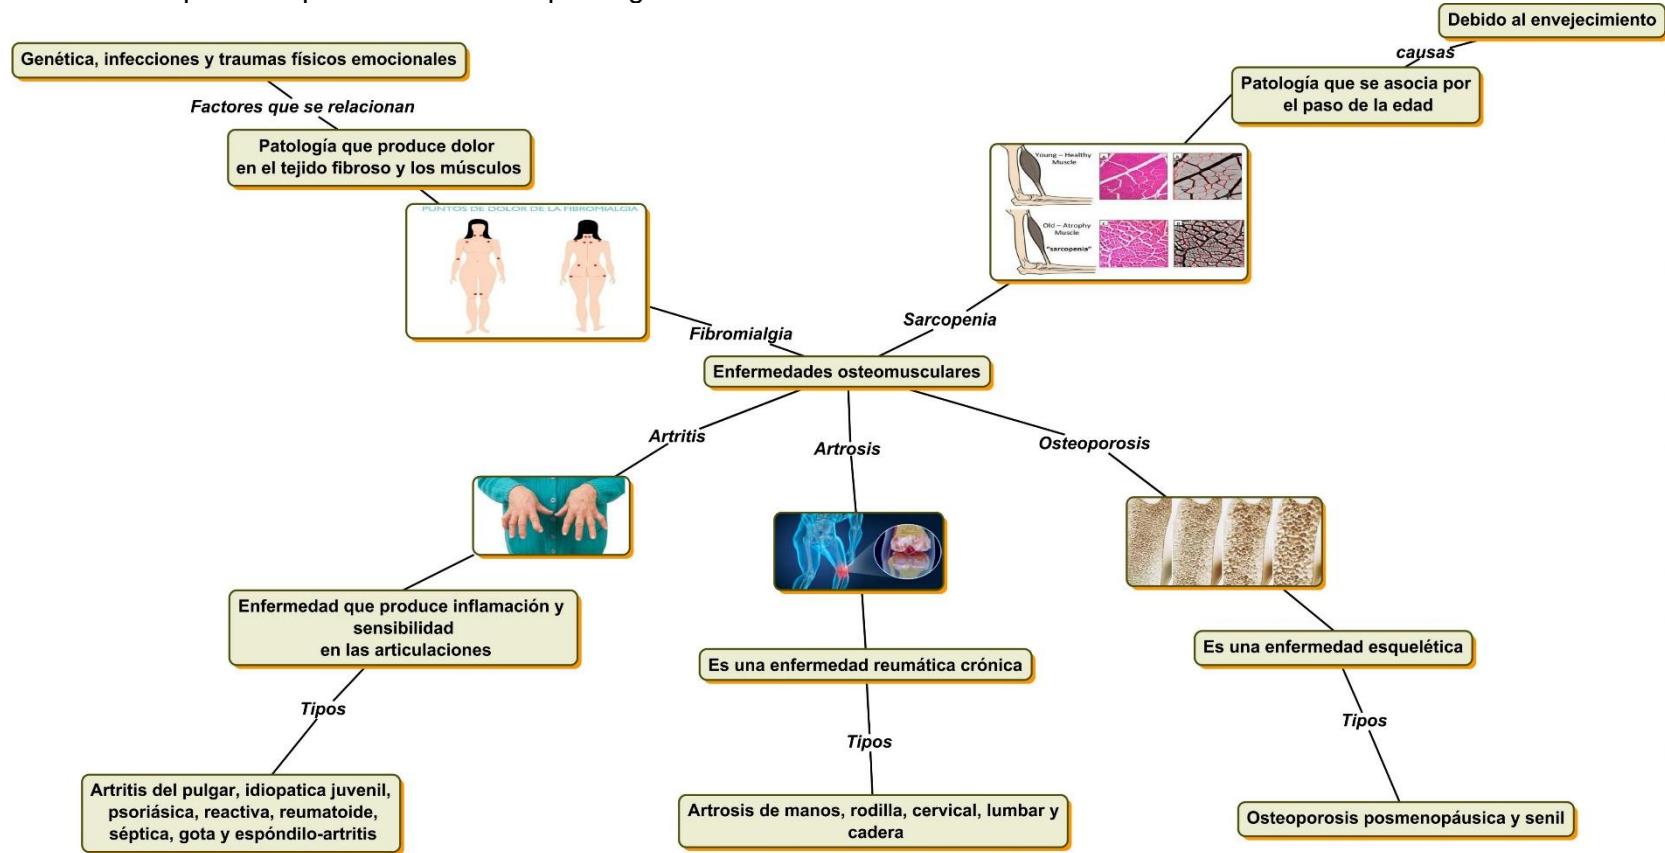 Debido al envejecimiento
causas
Patología que se asocia por
el paso de la edad
Genética, infecciones y traumas físicos emocionales
Factores que se relacionan
Patología que produce dolor
en el tejido fibroso y los músculos
PUNTOS DE DOLOR DE LA FIBROMIALGIA
Young – Healthy
Muscle
Old – Atrophy
Muscle
"sarcopenia"
Fibromialgia
Sarcopenia
Enfermedades osteomusculares
Artritis
Artrosis
Osteoporosis
Enfermedad que produce inflamación y
sensibilidad
en las articulaciones
Tipos
Artritis del pulgar, idiopatica juvenil,
psoriásica, reactiva, reumatoide,
séptica, gota y espóndilo-artritis
Es una enfermedad reumática crónica
Tipos
Artrosis de manos, rodilla, cervical, lumbar y
cadera
Es una enfermedad esquelética
Tipos
Osteoporosis posmenopáusica y senil